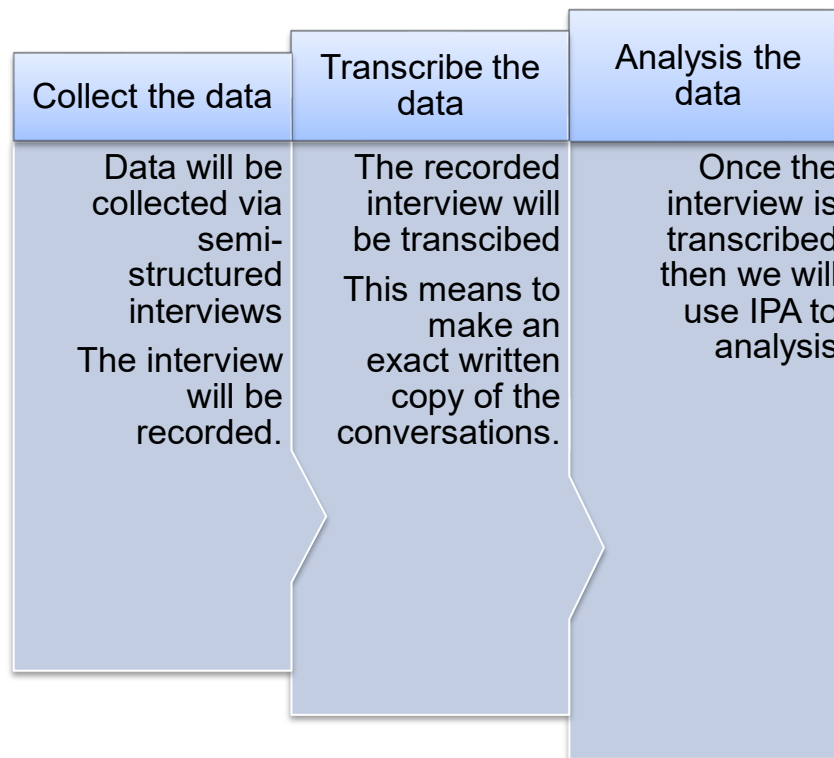 Collect the data
Data will be
collected via
semi-
structured
interviews
The interview
will be
recorded.
Transcribe the
data
The recorded
interview will
be transcibed
This means to
make an
exact written
copy of the
conversations.
Analysis the
data
Once the
interview is
transcribed
then we will
use IPA to
analysis